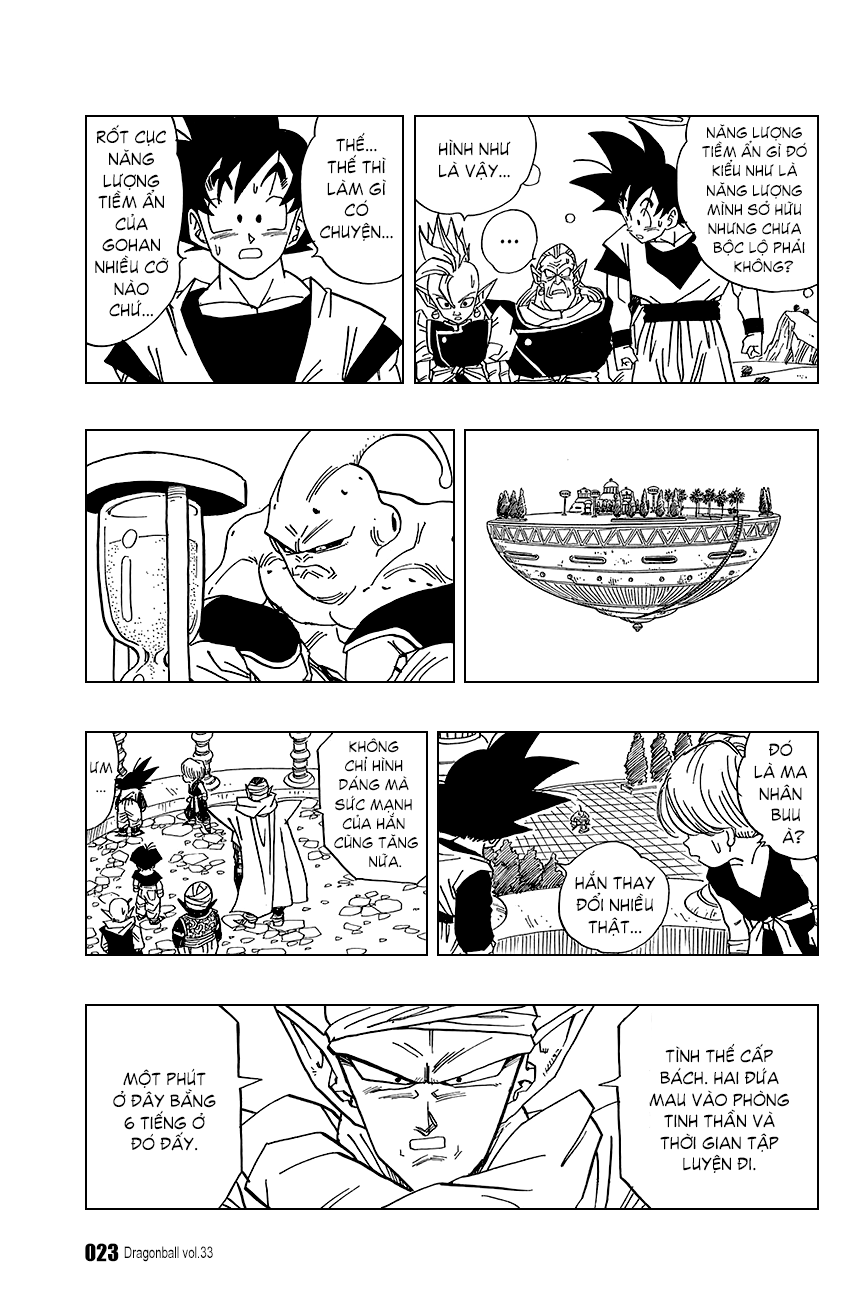 NĂNG LƯỢNG
TIỀM ẨN GÌ ĐÓ
KIỂU NHƯ LÀ
NĂNG LƯỢNG
MÌNH SỞ HỮU
NHƯNG CHƯA
BỘC LỘ PHẢI
KHÔNG?
HÌNH NHƯ
LÀ VẬY...
...
THẾ...
THẾ THÌ
LÀM GÌ
CÓ
CHUYỆN...
RỐT CỤC
NĂNG
LƯỢNG
TIỀM ẨN
CỦA
GOHAN
NHIỀU CỠ
NÀO
CHỨ...
ĐÓ
LÀ MA
NHÂN
BUU
À?
HẮN THAY
ĐỔI NHIỀU
THẬT...
KHÔNG
CHỈ HÌNH
DÁNG MÀ
SỨC MẠNH
CỦA HẮN
CŨNG TĂNG
NỮA.
ƯM
...
TÌNH THẾ CẤP
BÁCH. HAI ĐỨA
MAU VÀO PHÒNG
TINH THẦN VÀ
THỜI GIAN TẬP
LUYỆN ĐI.
MỘT PHÚT
Ở ĐÂY BẰNG
6 TIẾNG Ở
ĐÓ ĐẤY.
023 Dragonball vol.33